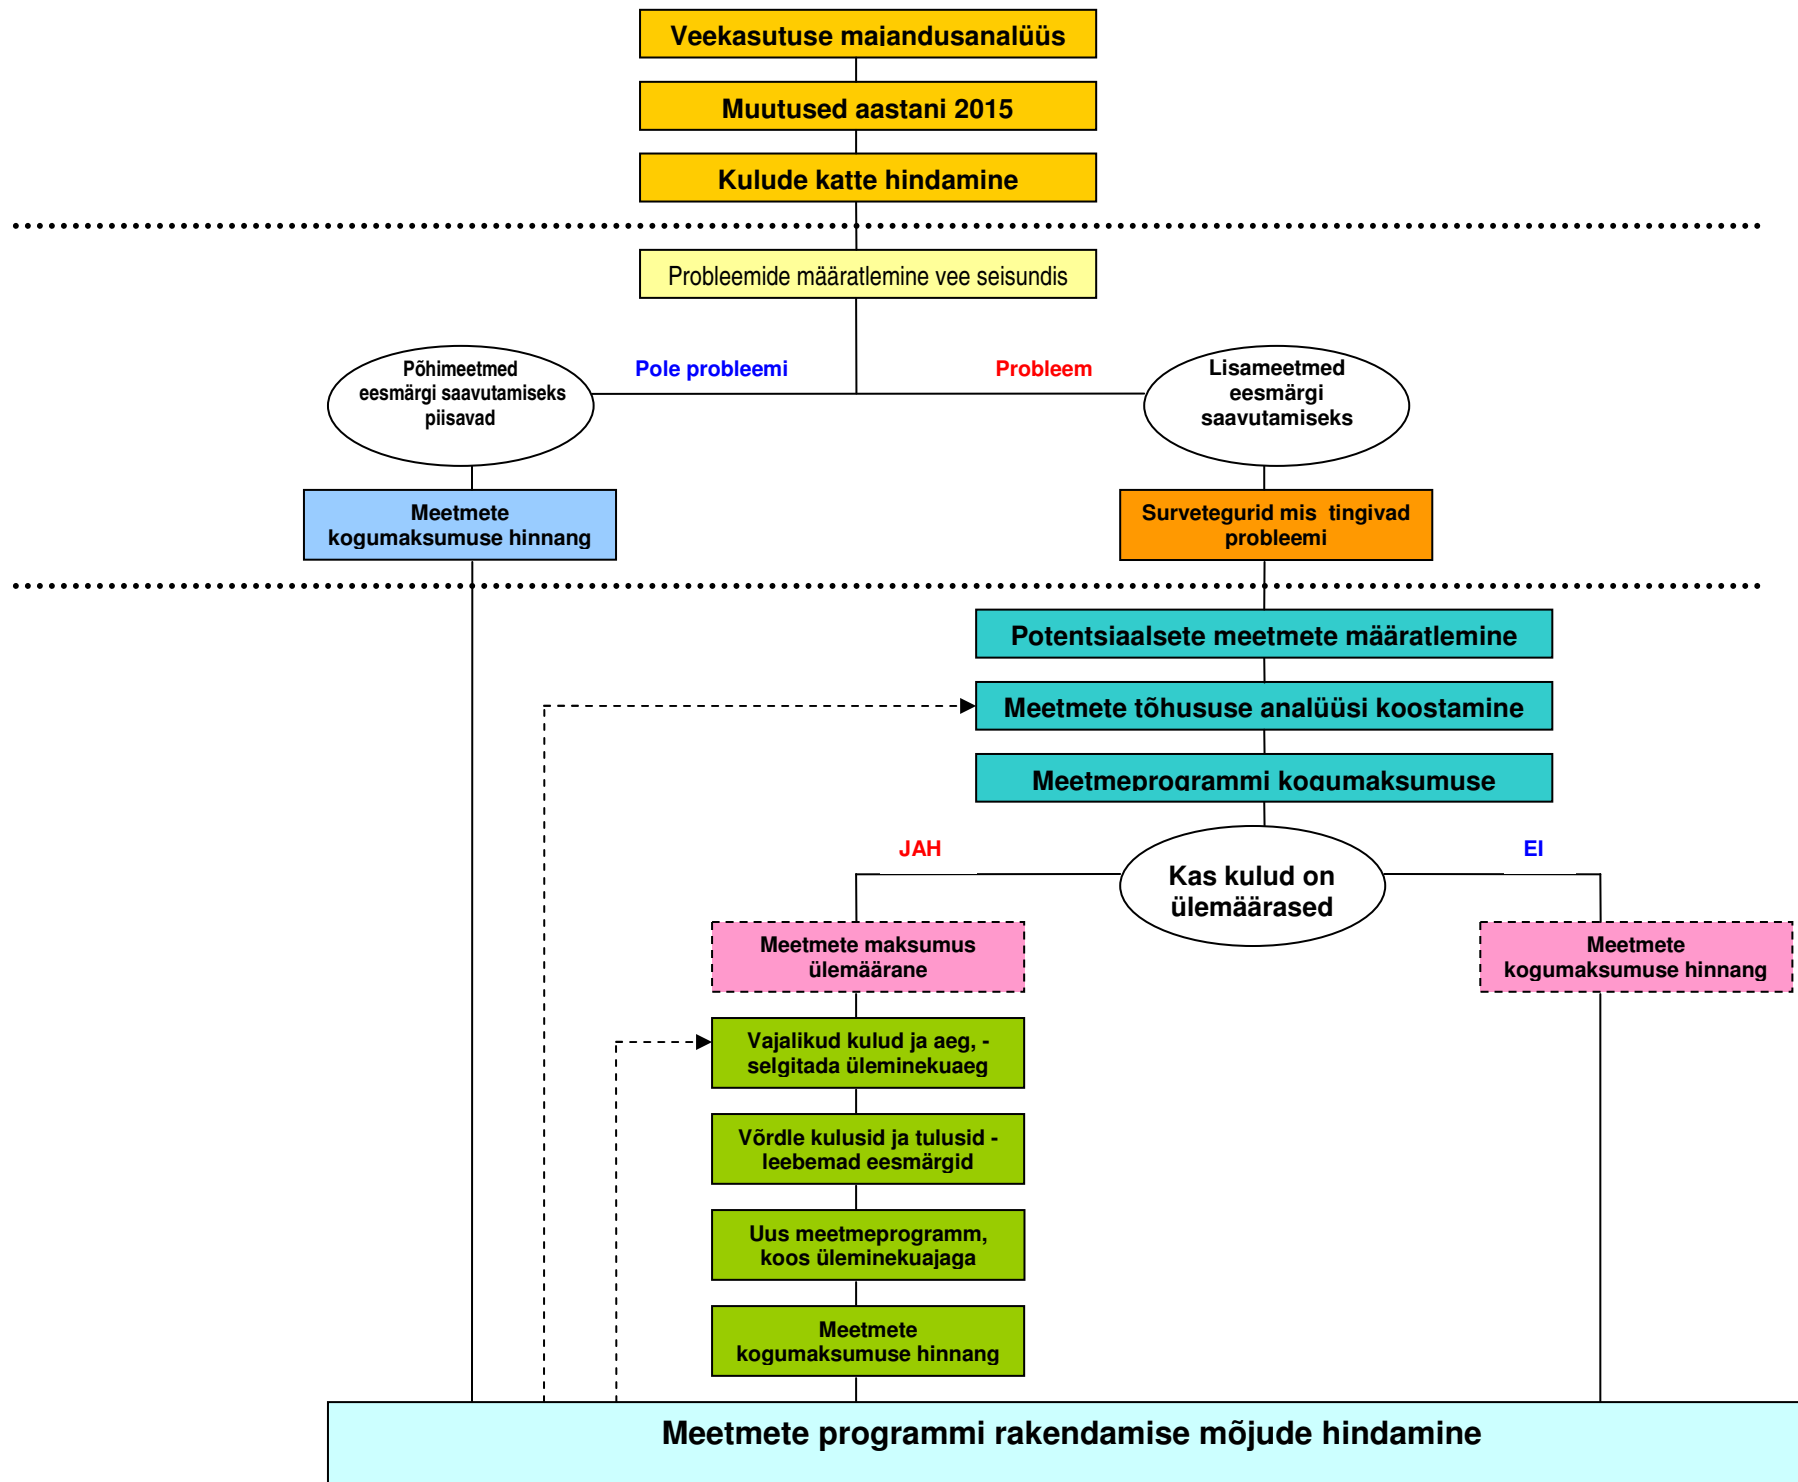 Veekasutuse majandusanalüüs
Muutused aastani 2015
Kulude katte hindamine
Probleemide määratlemine vee seisundis
Põhimeetmed
eesmärgi saavutamiseks
piisavad
Pole probleemi
Probleem
Lisameetmed
eesmärgi
saavutamiseks
Meetmete
kogumaksumuse hinnang
Survetegurid mis tingivad
probleemi
Potentsiaalsete meetmete määratlemine
Meetmete tõhususe analüüsi koostamine
Meetmeprogrammi kogumaksumuse
JAH
Kas kulud on
ülemäärased
EI
Meetmete maksumus
ülemäärane
Meetmete
kogumaksumuse hinnang
Vajalikud kulud ja aeg, -
selgitada üleminekuaeg
Võrdle kulusid ja tulusid -
leebemad eesmärgid
Uus meetmeprogramm,
koos üleminekuajaga
Meetmete
kogumaksumuse hinnang
Meetmete programmi rakendamise mõjude hindamine